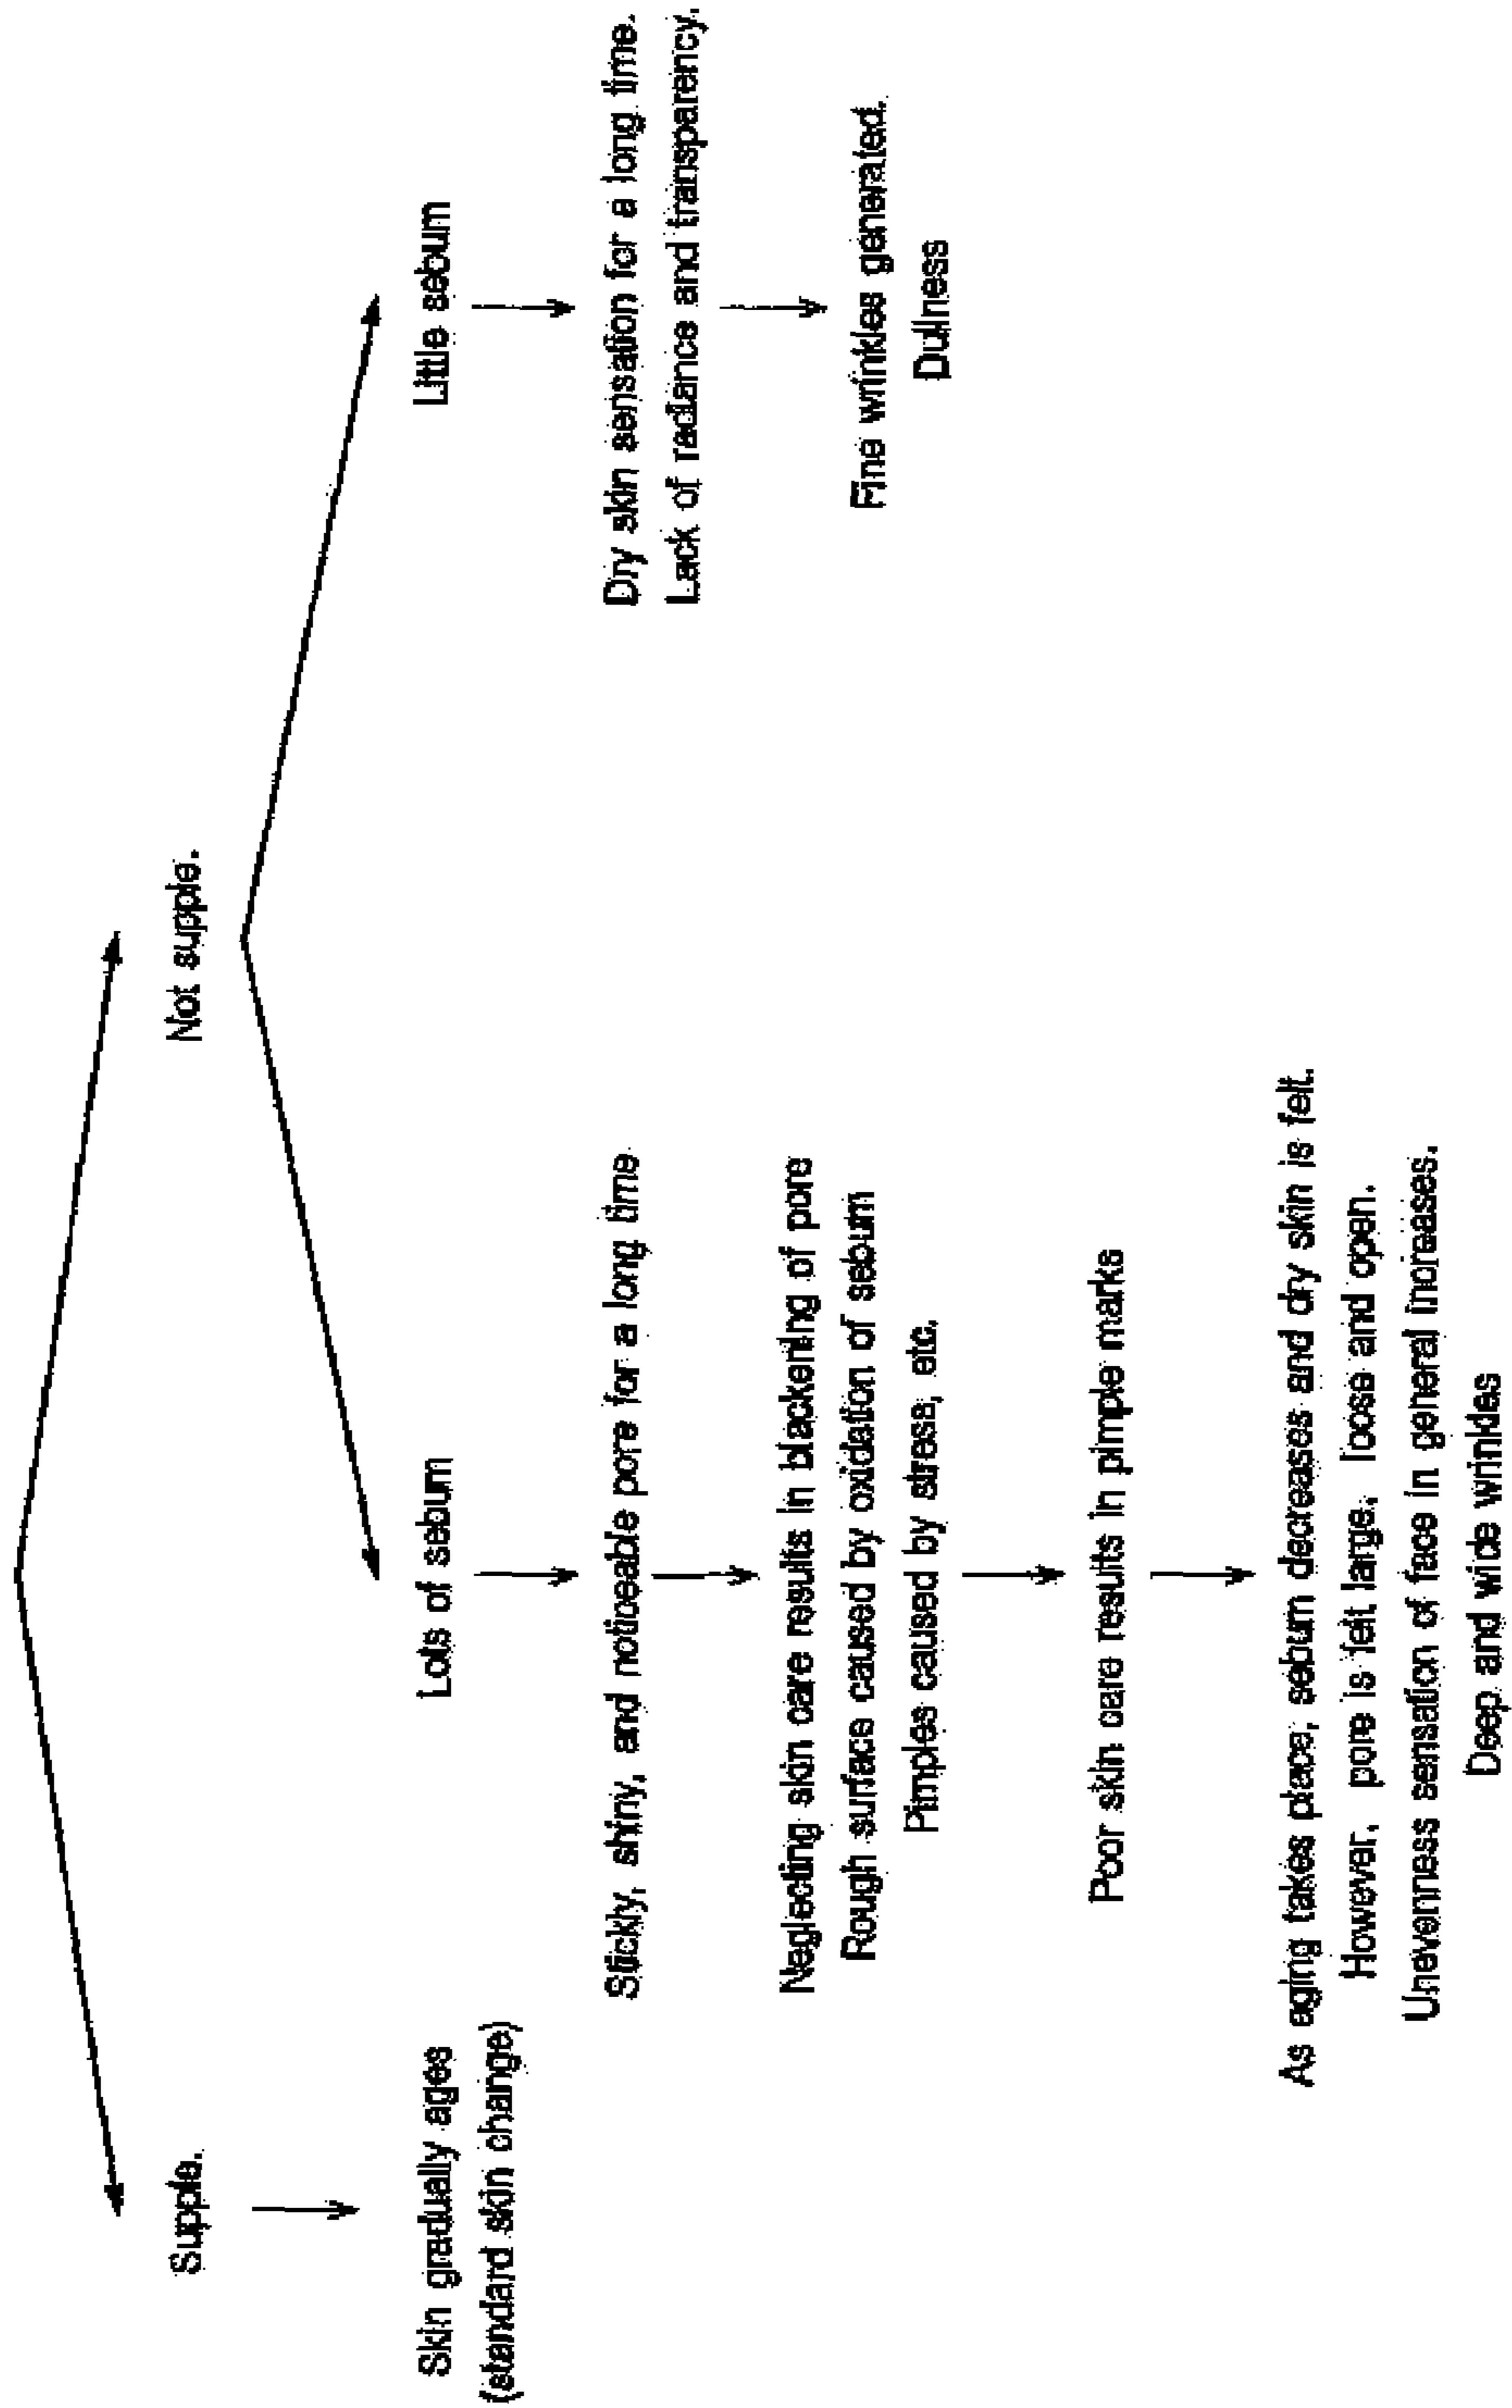 Supple.
Not supple.
Skin gradually ages
(standard skin change)
Lots of sebum
Little sebum
Stickly, shiny, and noticeable pore for a long time
Dry skin sensation for a long time.
Lack of radiance and transparency.
Neglecting skin care results in blackening of pore
Rough surface caused by oxidation of sebum
Pimples caused by stress, etc.
Fine wrinkles generated.
Dullness
Poor skin care results in pimple marks
As aging takes place, sebum decreases and dry skin is felt.
However, pore is felt large, loose and open.
Unevenness sensation of face in general increases.
Deep and wide wrinkles